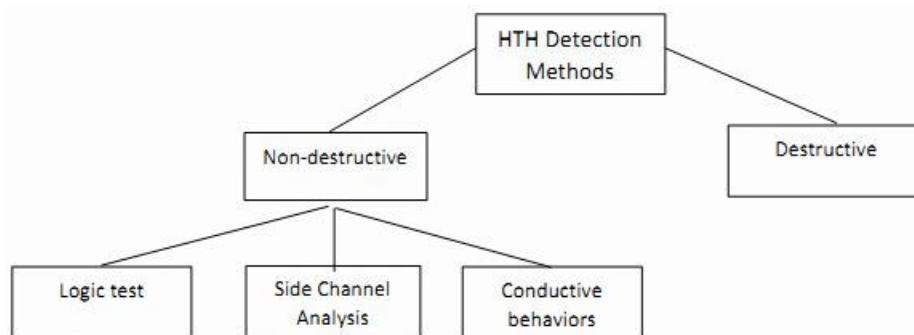 HTH Detection
Methods
Non-destructive
Destructive
Logic test
Side Channel
Analysis
Conductive
behaviors